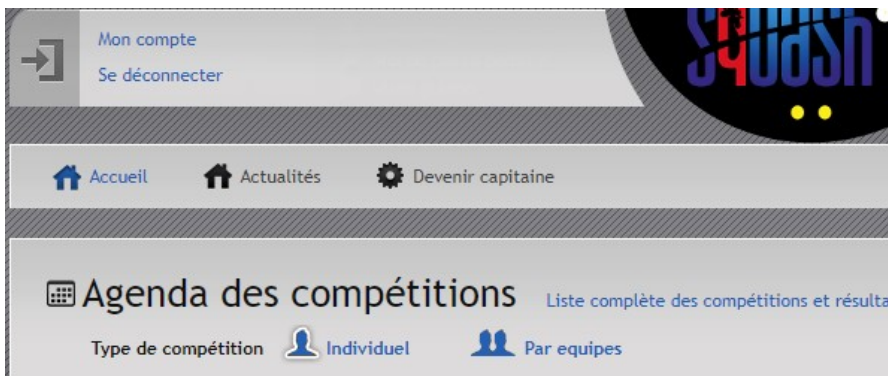 Mon compte
Se déconnecter
squash
Accueil Actualités Devenir capitaine
Agenda des compétitions Liste complète des compétitions et résulta
Type de compétition Individuel Par equipes